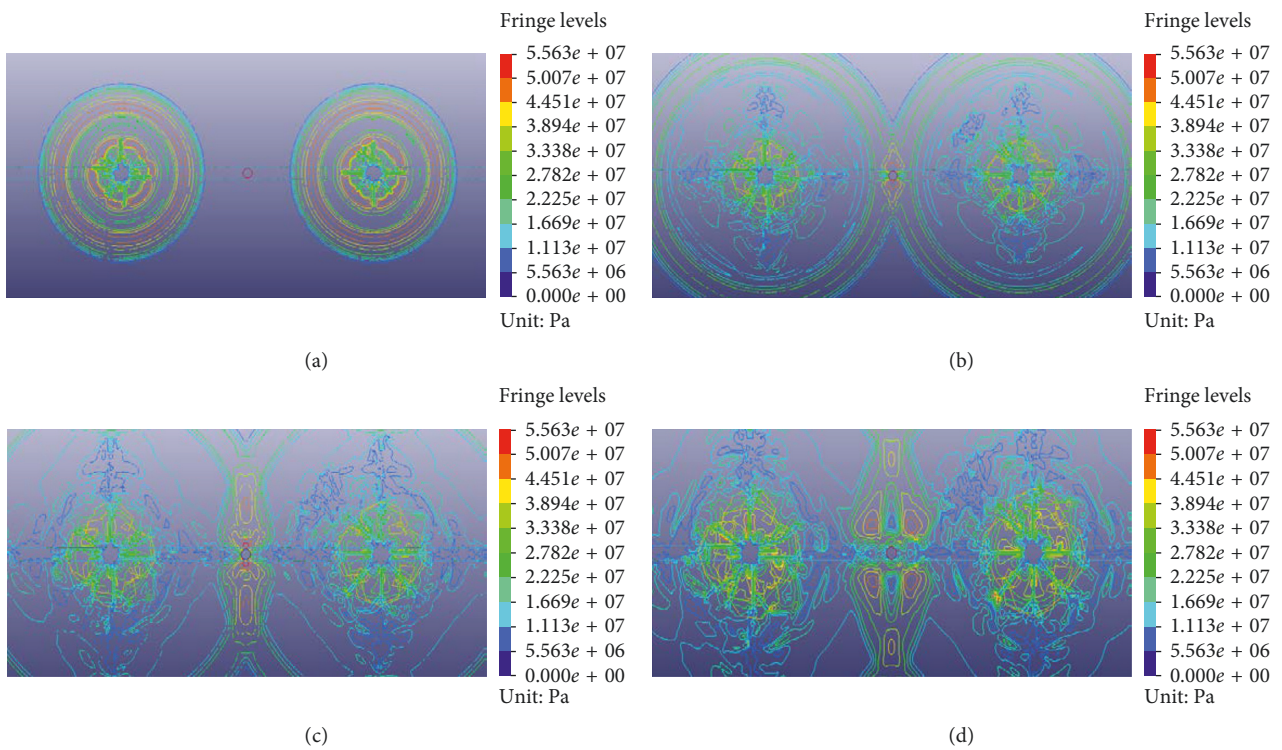 Fringe levels
5.563e + 07
5.007e + 07
4.451e + 07
3.894e + 07
3.338e + 07
2.782e + 07
2.225e + 07
1.669e + 07
1.113e + 07
5.563e + 06
0.000e + 00
Unit: Pa
(a)
Fringe levels
5.563e + 07
5.007e + 07
4.451e + 07
3.894e + 07
3.338e + 07
2.782e + 07
2.225e + 07
1.669e + 07
1.113e + 07
5.563e + 06
0.000e + 00
Unit: Pa
(b)
Fringe levels
5.563e + 07
5.007e + 07
4.451e + 07
3.894e + 07
3.338e + 07
2.782e + 07
2.225e + 07
1.669e + 07
1.113e + 07
5.563e + 06
0.000e + 00
Unit: Pa
(c)
Fringe levels
5.563e + 07
5.007e + 07
4.451e + 07
3.894e + 07
3.338e + 07
2.782e + 07
2.225e + 07
1.669e + 07
1.113e + 07
5.563e + 06
0.000e + 00
Unit: Pa
(d)